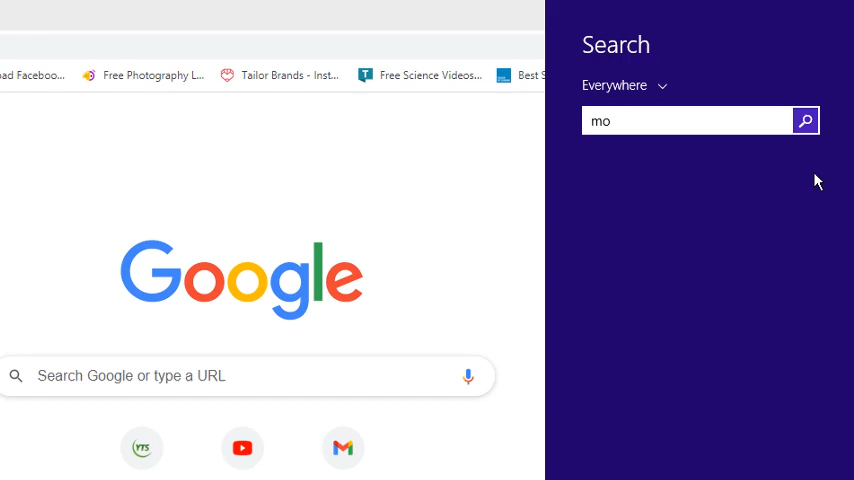 ad Faceboo... Free Photography L... Tailor Brands - Inst... Free Science Videos... Best S
Google
Search Google or type a URL
YTS
Search
Everywhere
mo